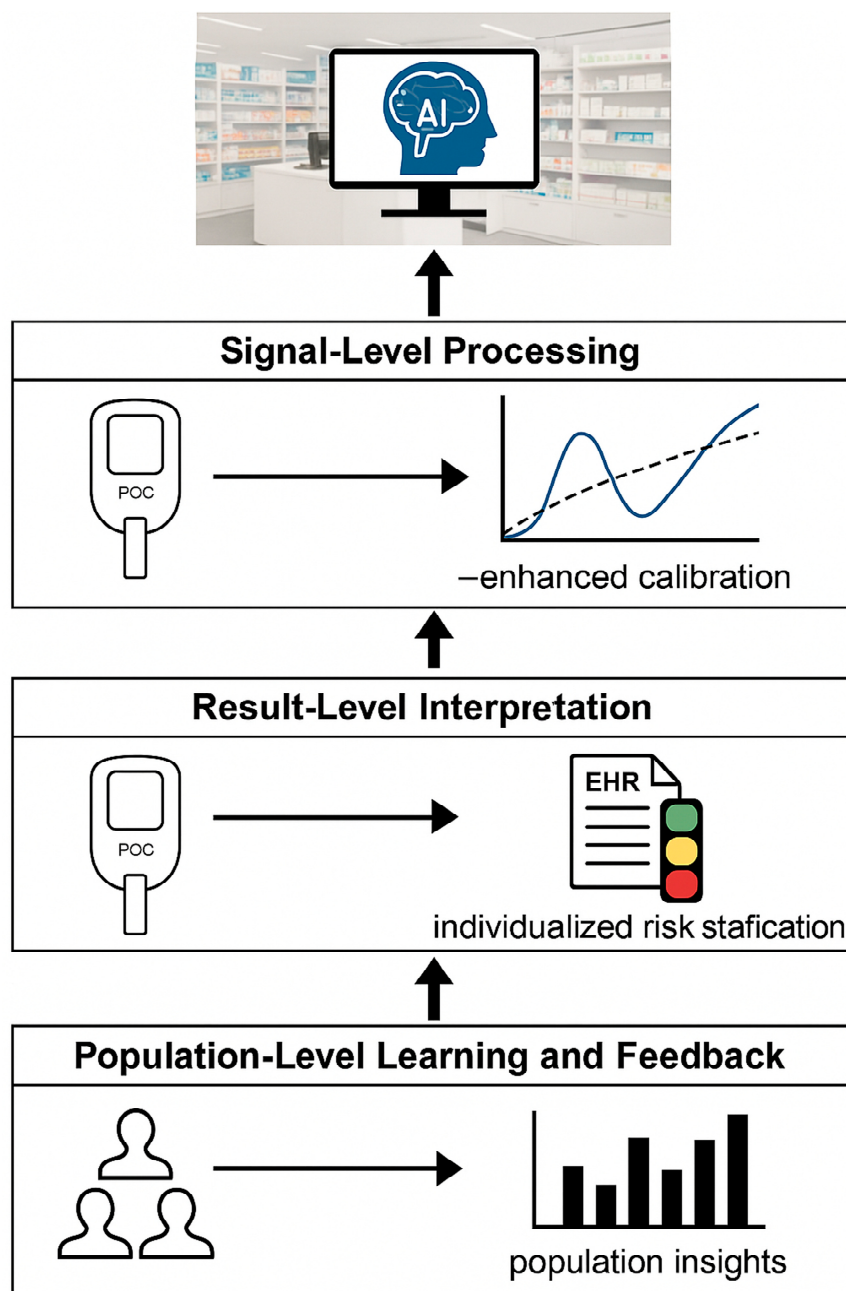 AI
Signal-Level Processing
POC
–enhanced calibration
Result-Level Interpretation
POC
EHR
individualized risk stafication
Population-Level Learning and Feedback
population insights